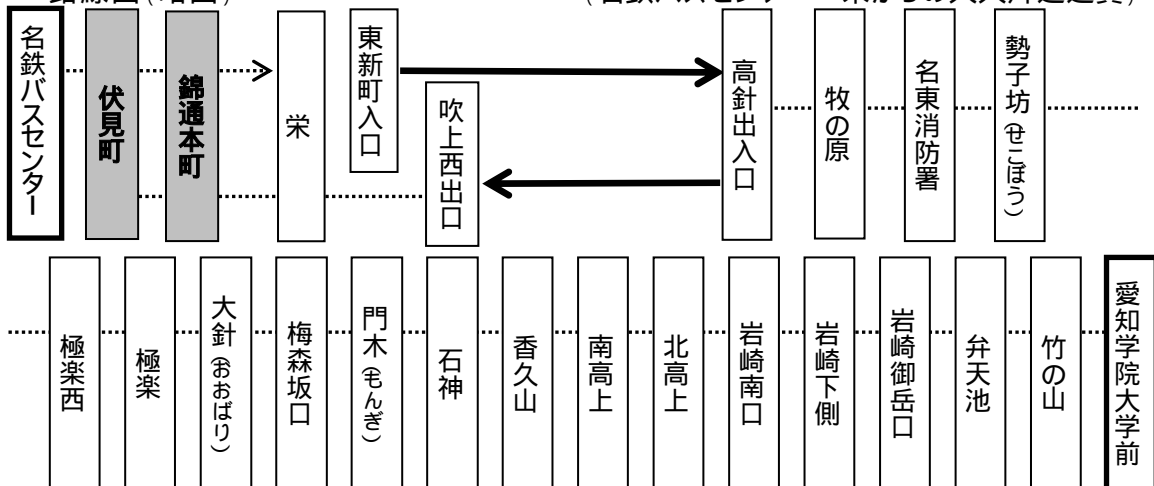 名鉄バスセンター
伏見町
錦通本町
栄
東新町入口
吹上西出口
高針出入口
牧の原
名東消防署
勢子坊(せこぼう)
極楽西
極楽
大針(おおばり)
梅森坂口
門木(もんぎ)
石神
香久山
南高上
北高上
岩崎南口
岩崎下側
岩崎御岳口
弁天池
竹の山
愛知学院大学前